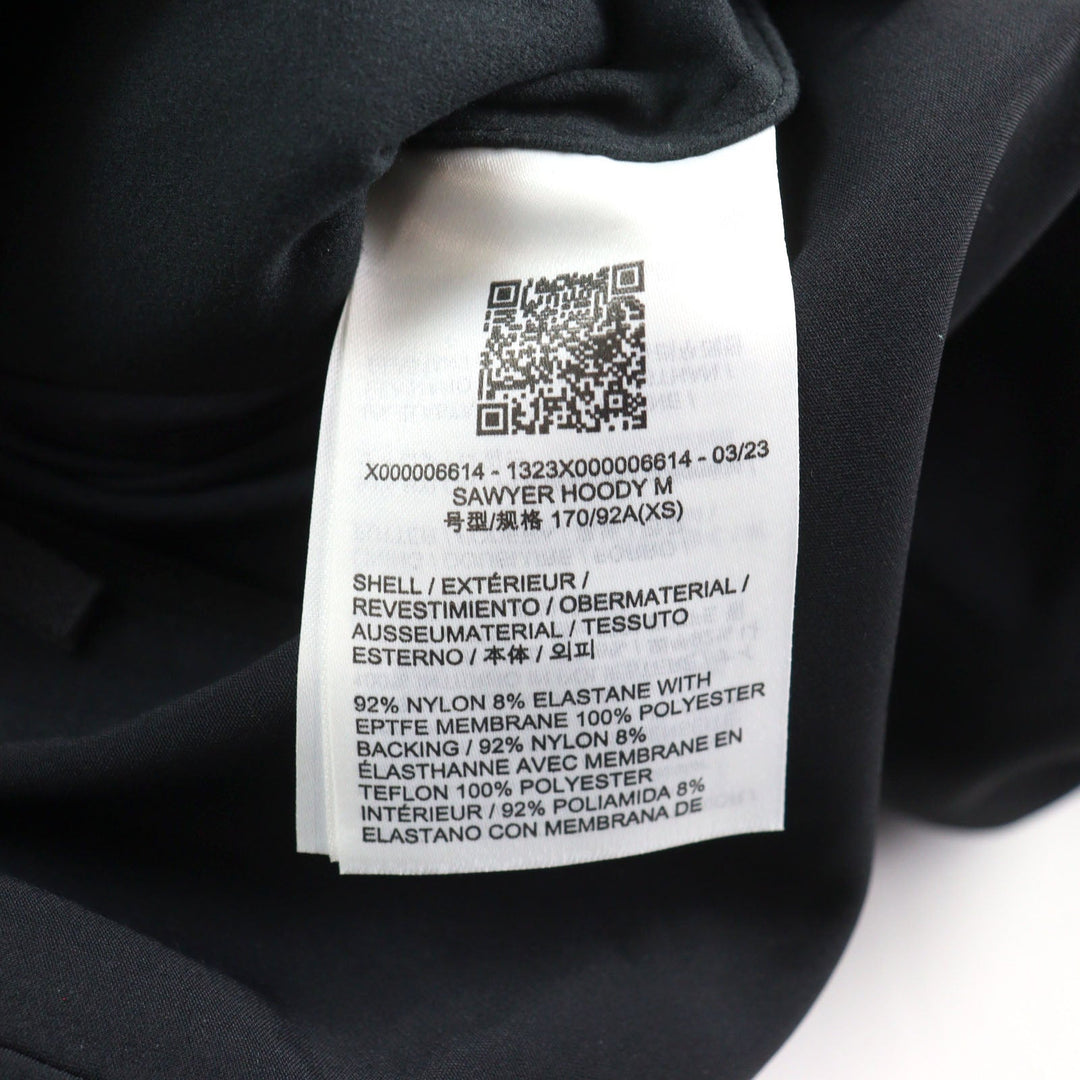 X000006614 - 1323X000006614 - 03/23
SAWYER HOODY M
号型/规格 170/92A(XS)
SHELL / EXTÉRIEUR /
REVESTIMIENTO / OBERMATERIAL /
AUSSEUMATERIAL / TESSUTO
ESTERNO / 本体 / 외피
92% NYLON 8% ELASTANE WITH
EPTFE MEMBRANE 100% POLYESTER
BACKING / 92% NYLON 8%
ÉLASTHANNE AVEC MEMBRANE EN
TEFLON 100% POLYESTER
INTÉRIEUR / 92% POLIAMIDA 8%
ELASTANO CON MEMBRANA DE